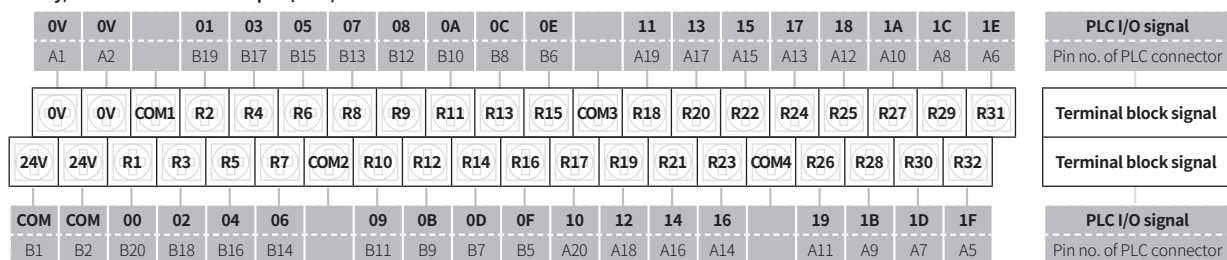 0V 0V 01 03 05 07 08 0A 0C 0E 11 13 15 17 18 1A 1C 1E PLC I/O signal
A1 A2 B19 B17 B15 B13 B12 B10 B8 B6 A19 A17 A15 A13 A12 A10 A8 A6 Pin no. of PLC connector
0V 0V COM1 R2 R4 R6 R8 R9 R11 R13 R15 COM3 R18 R20 R22 R24 R25 R27 R29 R31 Terminal block signal
24V 24V R1 R3 R5 R7 COM2 R10 R12 R14 R16 R17 R19 R21 R23 COM4 R26 R28 R30 R32 Terminal block signal
COM COM 00 02 04 06 09 0B 0D 0F 10 12 14 16 19 1B 1D 1F PLC I/O signal
B1 B2 B20 B18 B16 B14 B11 B9 B7 B5 A20 A18 A16 A14 A11 A9 A7 A5 Pin no. of PLC connector